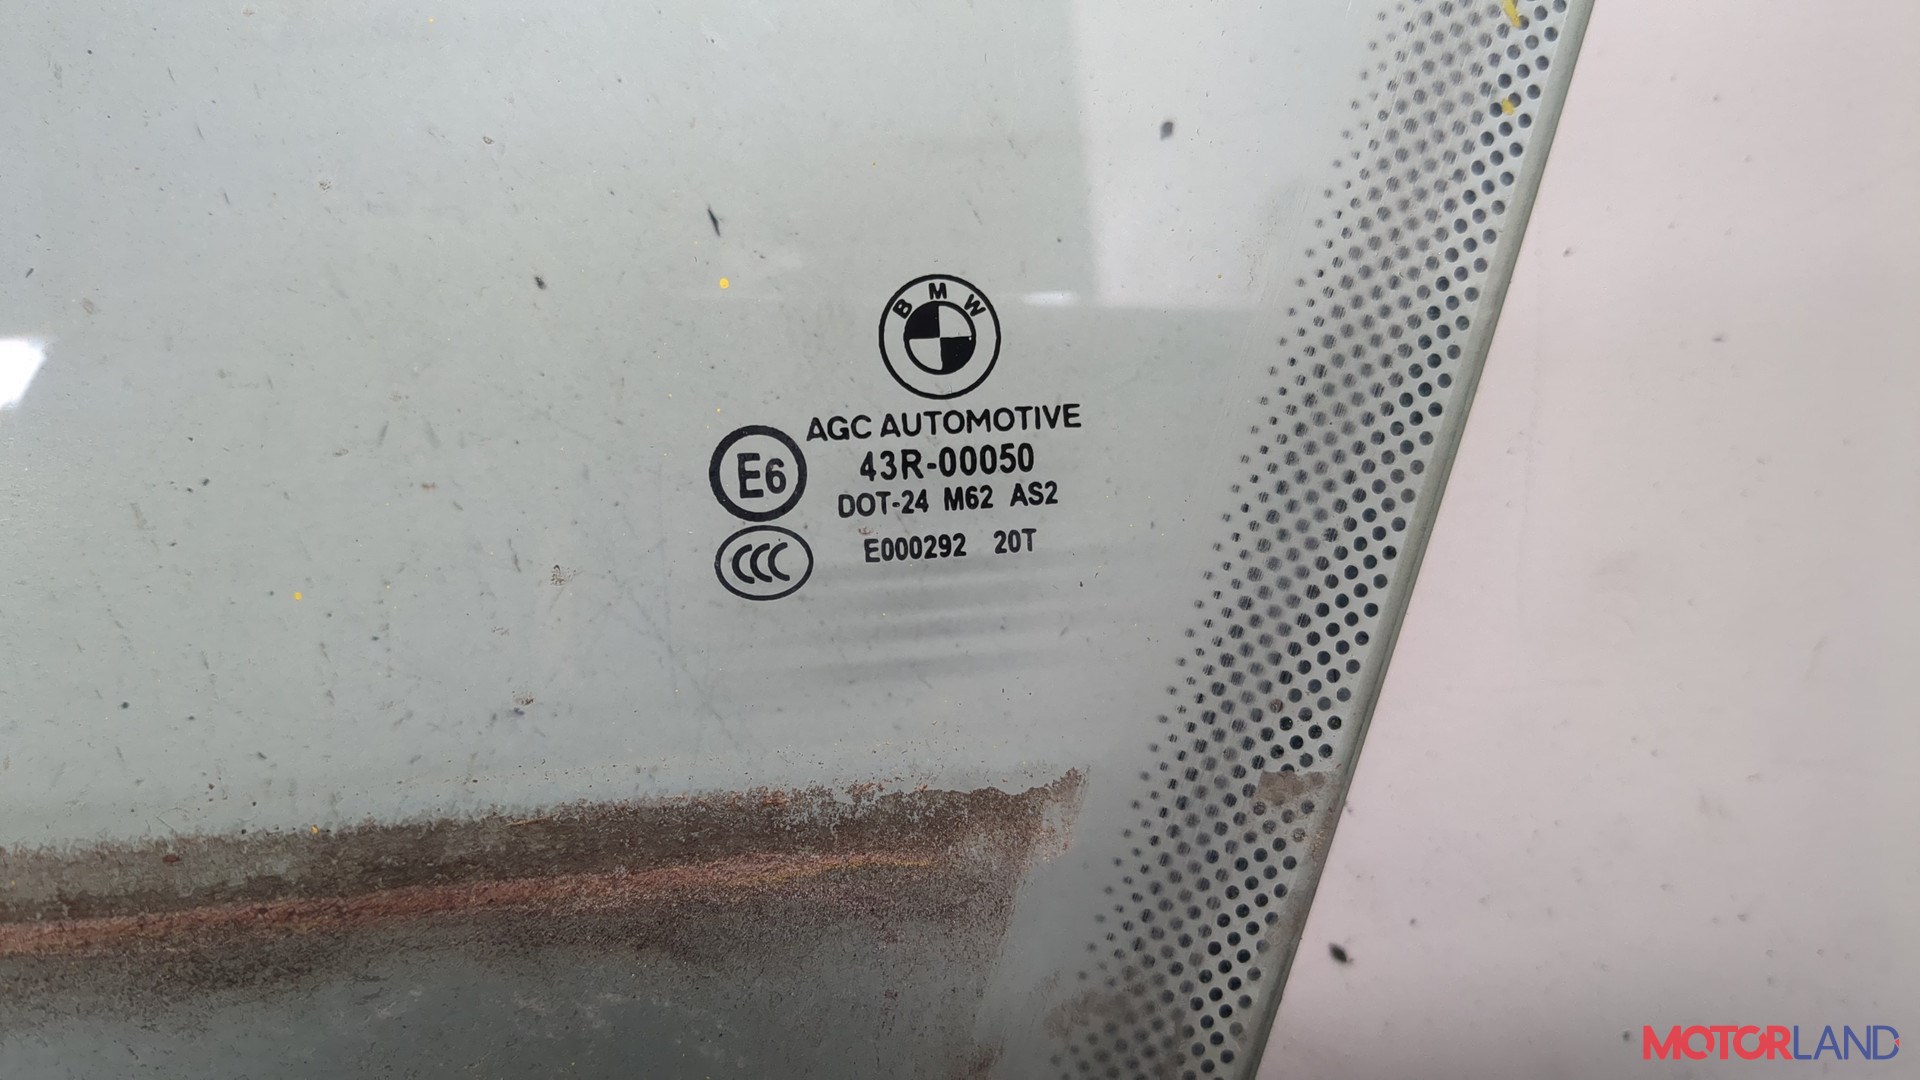 BMW
AGC AUTOMOTIVE
E6
43R-00050
DOT-24 M62 AS2
CCC
E000292 20T
MOTORLAND